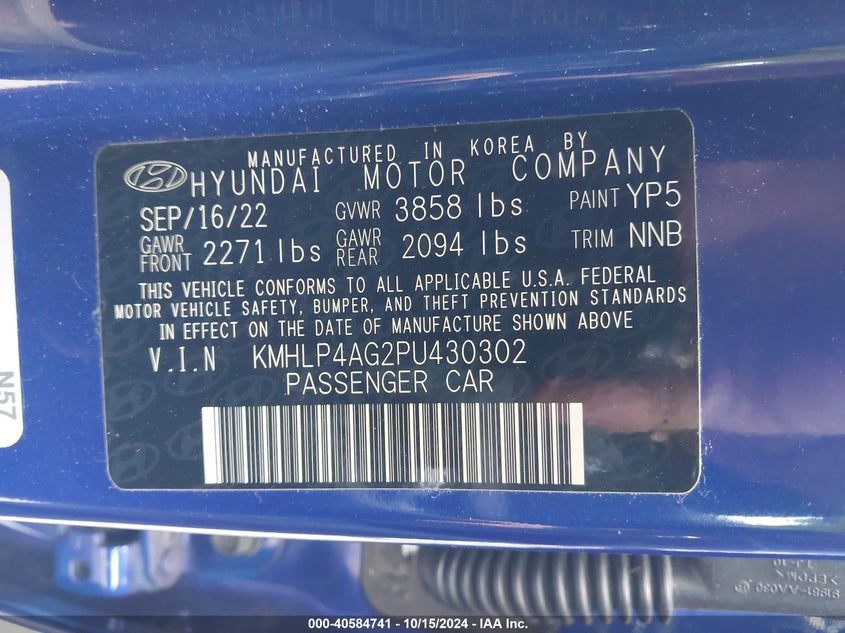 MANUFACTURED IN KOREA BY
HYUNDAI MOTOR COMPANY
SEP/16/22 GVWR 3858 lbs PAINT YP5
GAWR FRONT 2271 lbs GAWR REAR 2094 lbs TRIM NNB
THIS VEHICLE CONFORMS TO ALL APPLICABLE U.S.A. FEDERAL
MOTOR VEHICLE SAFETY, BUMPER, AND THEFT PREVENTION STANDARDS
IN EFFECT ON THE DATE OF MANUFACTURE SHOWN ABOVE
V.I.N KMHLP4AG2PU430302
PASSENGER CAR
N57
91981-AA030
>EPDM<
000-40584741 - 10/15/2024 - IAA Inc.